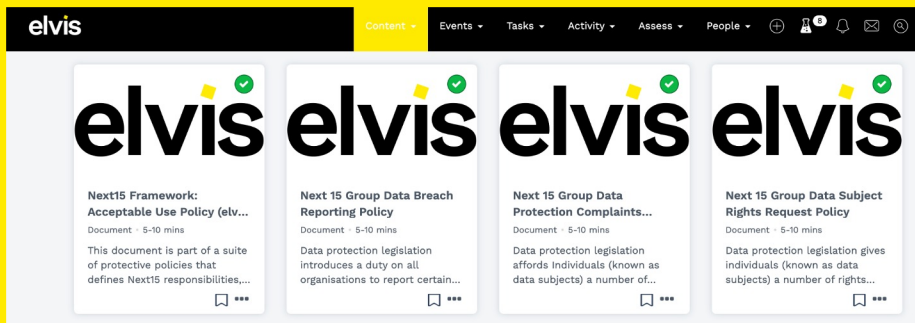 elvis
Content
Events
Tasks
Activity
Assess
People
8
elvis
Next15 Framework:
Acceptable Use Policy (elv...
Document · 5-10 mins
This document is part of a suite
of protective policies that
defines Next15 responsibilities,...
elvis
Next 15 Group Data Breach
Reporting Policy
Document · 5-10 mins
Data protection legislation
introduces a duty on all
organisations to report certain...
elvis
Next 15 Group Data
Protection Complaints...
Document · 5-10 mins
Data protection legislation
affords Individuals (known as
data subjects) a number of...
elvis
Next 15 Group Data Subject
Rights Request Policy
Document · 5-10 mins
Data protection legislation gives
individuals (known as data
subjects) a number of rights...